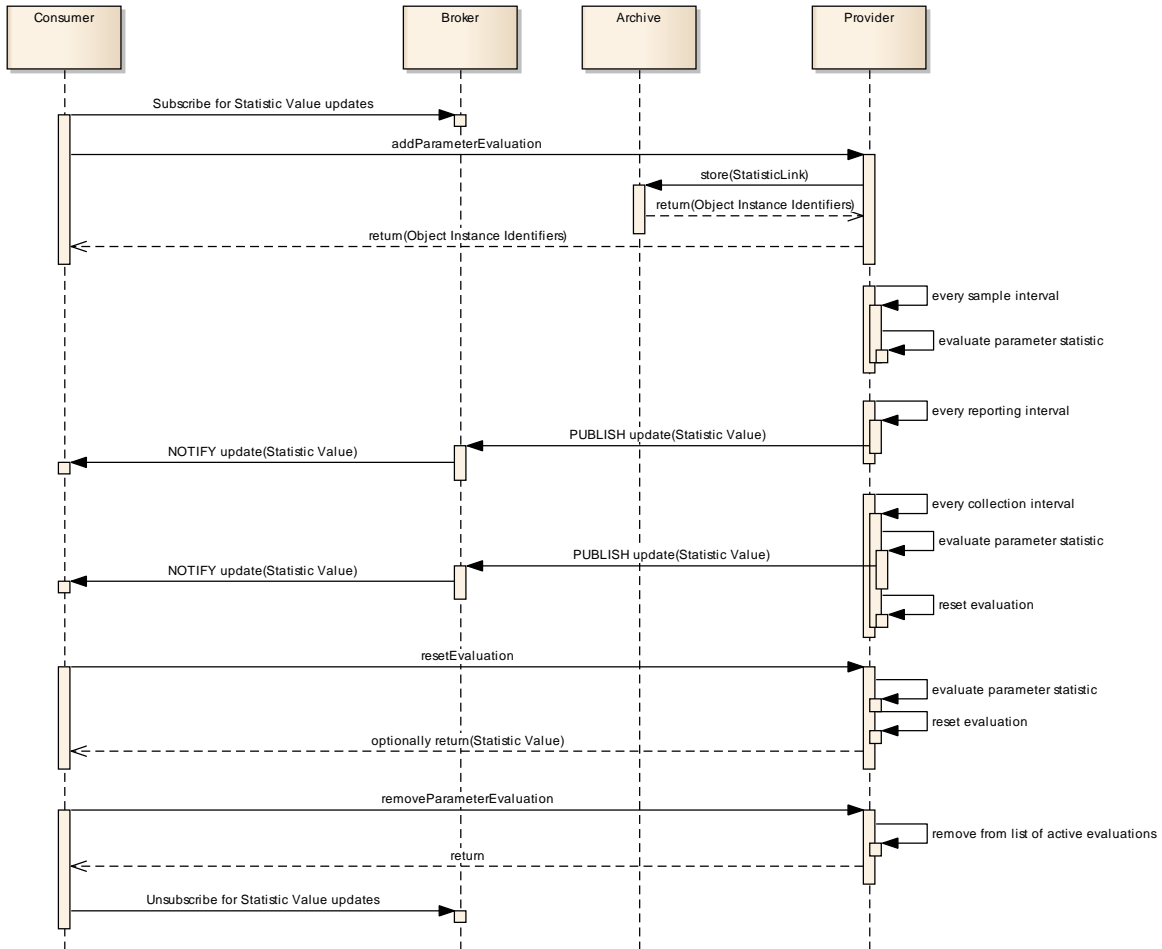 Consumer
Broker
Archive
Provider
Subscribe for Statistic Value updates
addParameterEvaluation
store(StatisticLink)
return(Object Instance Identifiers)
return(Object Instance Identifiers)
every sample interval
evaluate parameter statistic
every reporting interval
PUBLISH update(Statistic Value)
NOTIFY update(Statistic Value)
every collection interval
evaluate parameter statistic
PUBLISH update(Statistic Value)
NOTIFY update(Statistic Value)
reset evaluation
resetEvaluation
evaluate parameter statistic
reset evaluation
optionally return(Statistic Value)
removeParameterEvaluation
remove from list of active evaluations
return
Unsubscribe for Statistic Value updates